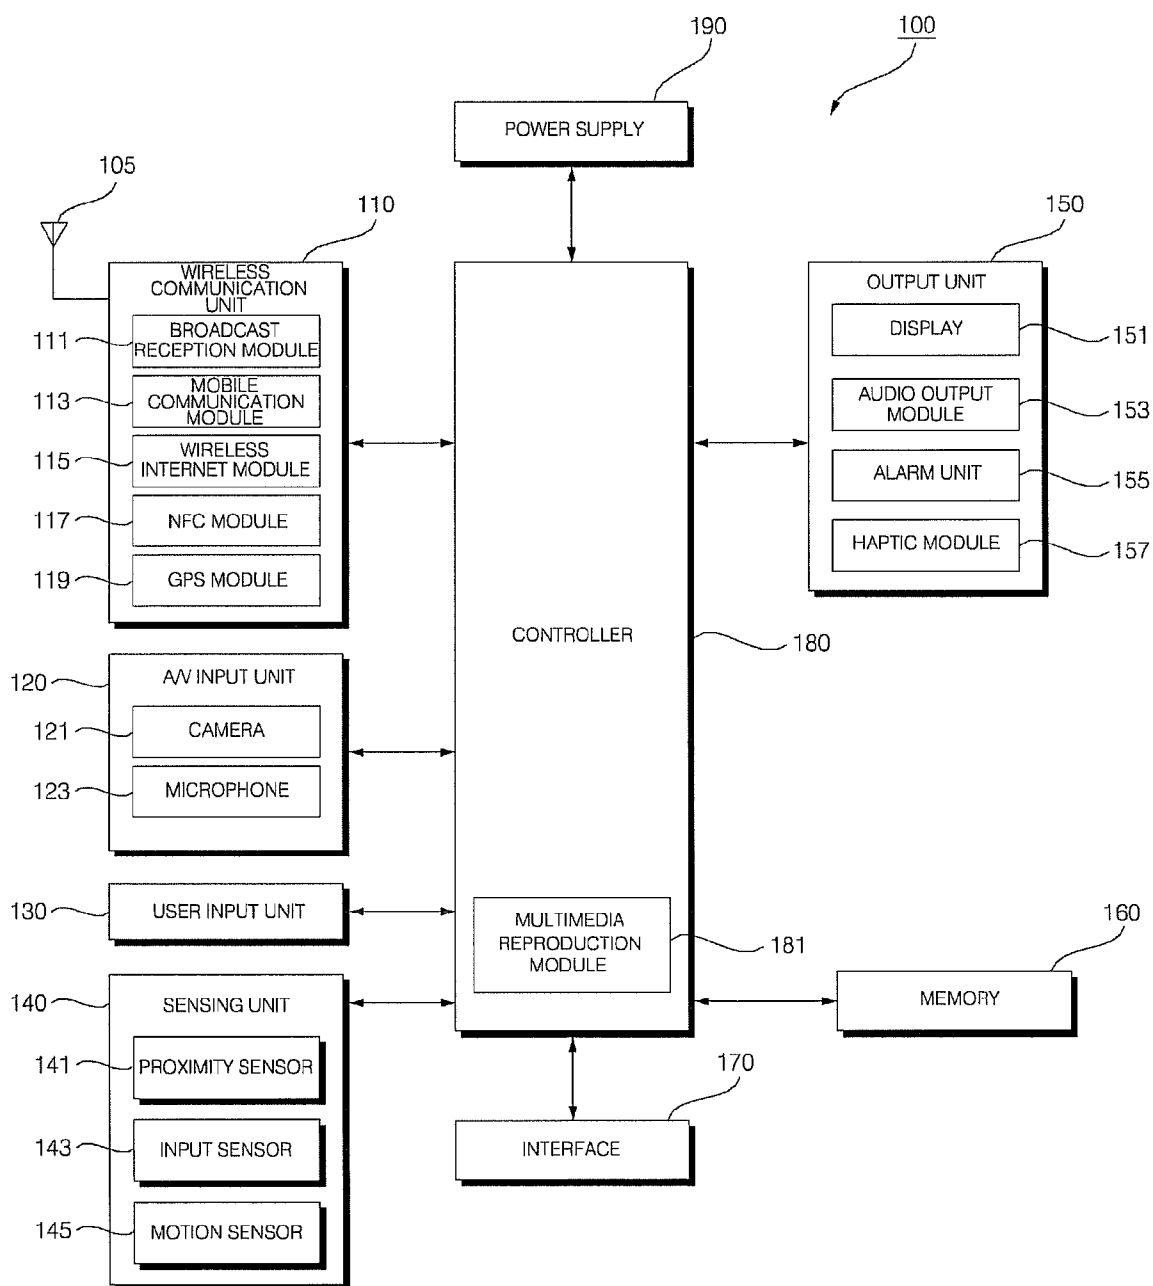 190
100
POWER SUPPLY
105
110
150
WIRELESS
COMMUNICATION
UNIT
111
BROADCAST
RECEPTION MODULE
113
MOBILE
COMMUNICATION
MODULE
115
WIRELESS
INTERNET MODULE
117
NFC MODULE
119
GPS MODULE
OUTPUT UNIT
DISPLAY
151
AUDIO OUTPUT
MODULE
153
ALARM UNIT
155
HAPTIC MODULE
157
CONTROLLER
180
120
A/V INPUT UNIT
121
CAMERA
123
MICROPHONE
130
USER INPUT UNIT
MULTIMEDIA
REPRODUCTION
MODULE
181
160
MEMORY
140
SENSING UNIT
141
PROXIMITY SENSOR
143
INPUT SENSOR
145
MOTION SENSOR
170
INTERFACE